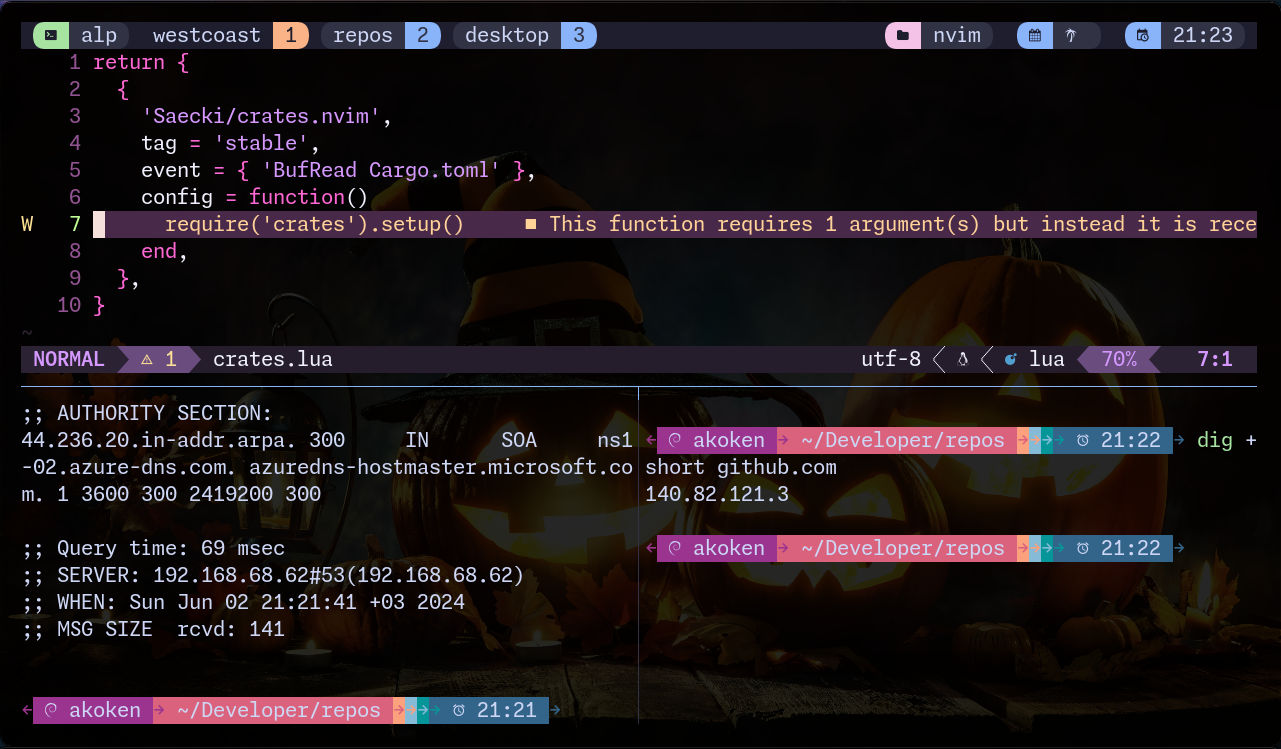 alp westcoast 1 repos 2 desktop 3 nvim 21:23
1 return {
2 {
3 'Saecki/crates.nvim',
4 tag = 'stable',
5 event = { 'BufRead Cargo.toml' },
6 config = function()
W 7 require('crates').setup() ■ This function requires 1 argument(s) but instead it is rece
8 end,
9 },
10 }
~
NORMAL ⚠ 1 crates.lua utf-8 lua 70% 7:1
;; AUTHORITY SECTION:
44.236.20.in-addr.arpa. 300 IN SOA ns1
-02.azure-dns.com. azuredns-hostmaster.microsoft.co
m. 1 3600 300 2419200 300
;; Query time: 69 msec
;; SERVER: 192.168.68.62#53(192.168.68.62)
;; WHEN: Sun Jun 02 21:21:41 +03 2024
;; MSG SIZE rcvd: 141
akoken ~/Developer/repos 21:21
akoken ~/Developer/repos 21:22 dig +
short github.com
140.82.121.3
akoken ~/Developer/repos 21:22